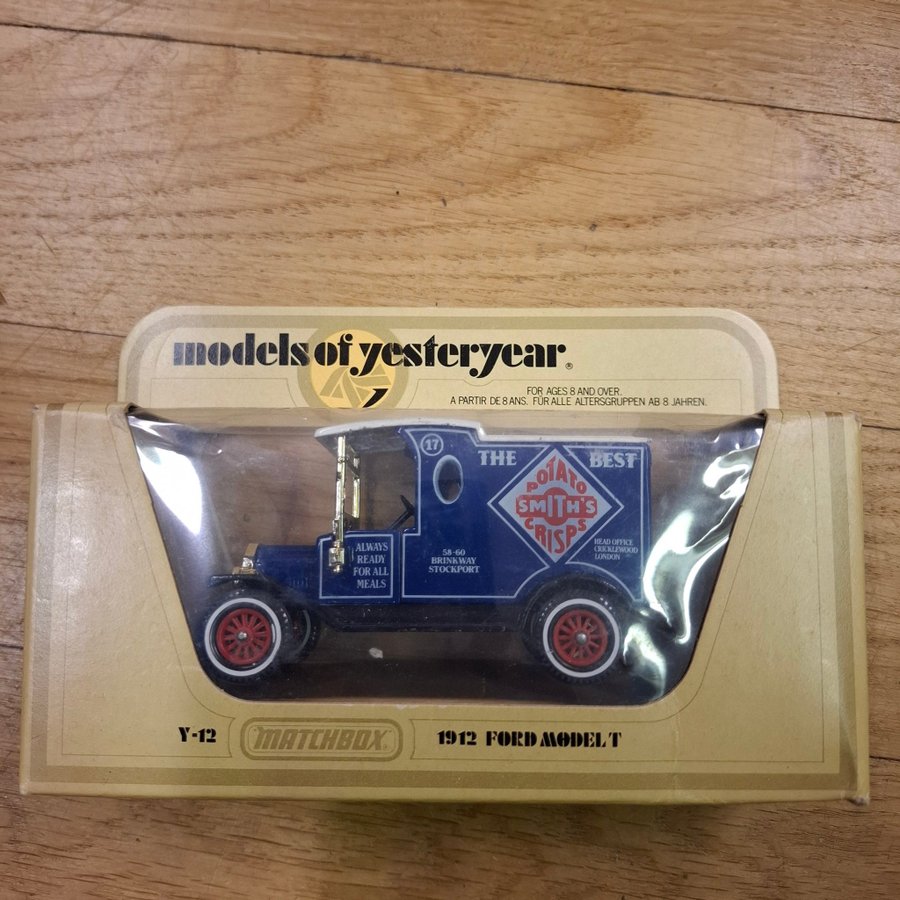 models of yesteryear®
FOR AGES 8 AND OVER.
A PARTIR DE 8 ANS. FÜR ALLE ALTERSGRUPPEN AB 8 JAHREN.
17
THE BEST
POTATO
SMITH'S
CRISPS
ALWAYS
READY
FOR ALL
MEALS
58-60
BRINKWAY
STOCKPORT
HEAD OFFICE
CRICKLEWOOD
LONDON
Y-12 MATCHBOX 1912 FORD MODEL T